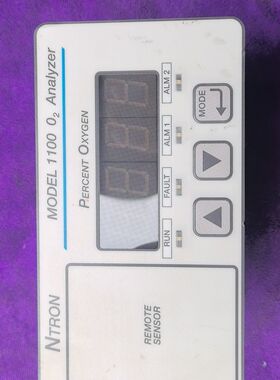 NTRON
MODEL 1100 O₂ Analyzer
PERCENT OXYGEN
RUN
FAULT
ALM 1
ALM 2
MODE
REMOTE
SENSOR